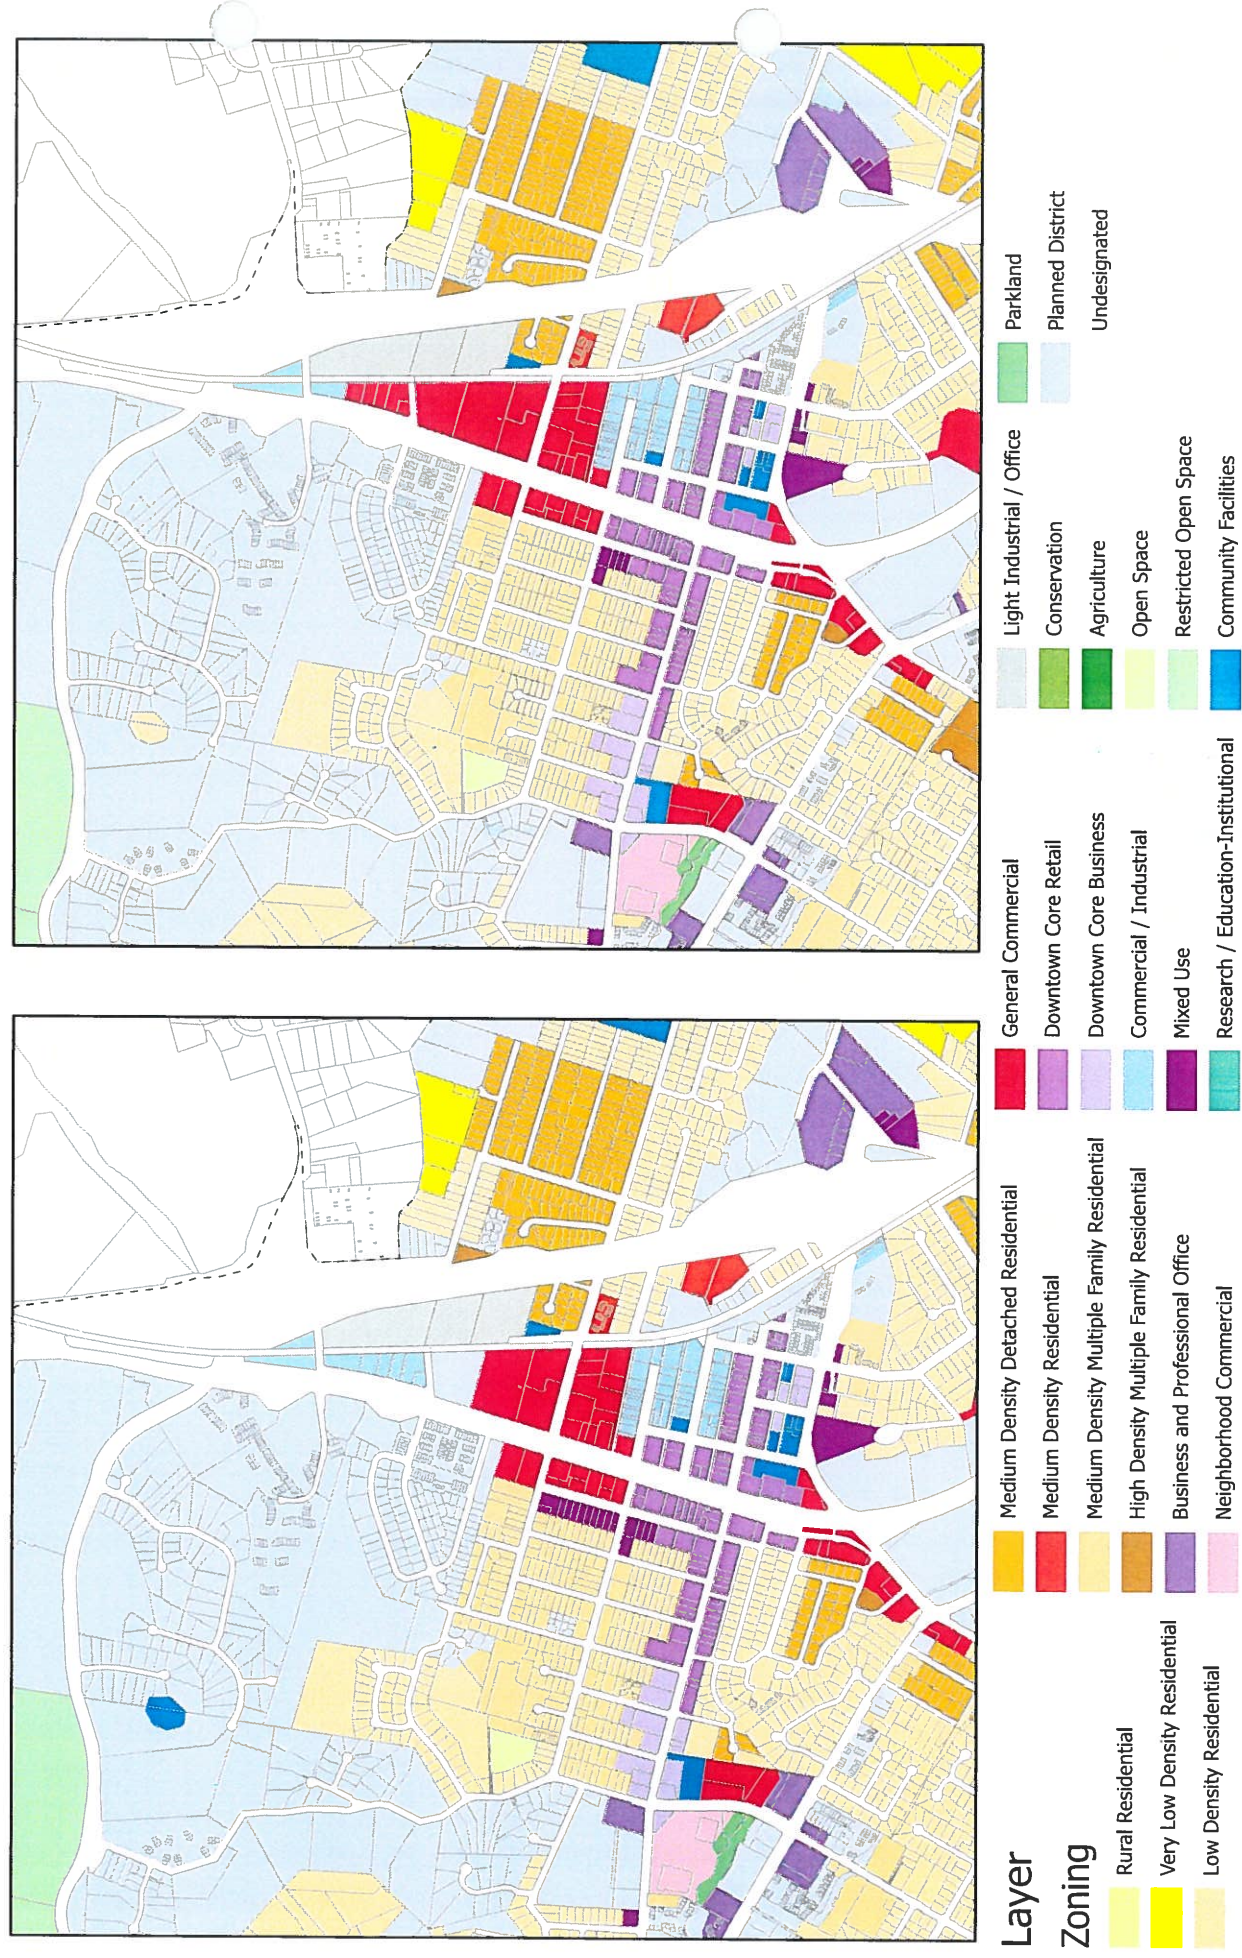 Layer
Zoning
Rural Residential
Very Low Density Residential
Low Density Residential
Medium Density Detached Residential
Medium Density Residential
Medium Density Multiple Family Residential
High Density Multiple Family Residential
Business and Professional Office
Neighborhood Commercial
General Commercial
Downtown Core Retail
Downtown Core Business
Commercial / Industrial
Mixed Use
Research / Education-Institutional
Light Industrial / Office
Conservation
Agriculture
Open Space
Restricted Open Space
Community Facilities
Parkland
Planned District
Undesignated